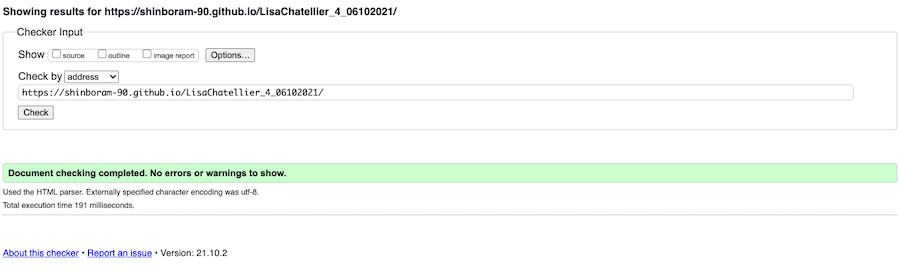 Showing results for https://shinboram-90.github.io/LisaChatellier_4_06102021/
Checker Input
Show source outline image report Options...
Check by address
https://shinboram-90.github.io/LisaChatellier_4_06102021/
Check
Document checking completed. No errors or warnings to show.
Used the HTML parser. Externally specified character encoding was utf-8.
Total execution time 191 milliseconds.
About this checker • Report an issue • Version: 21.10.2